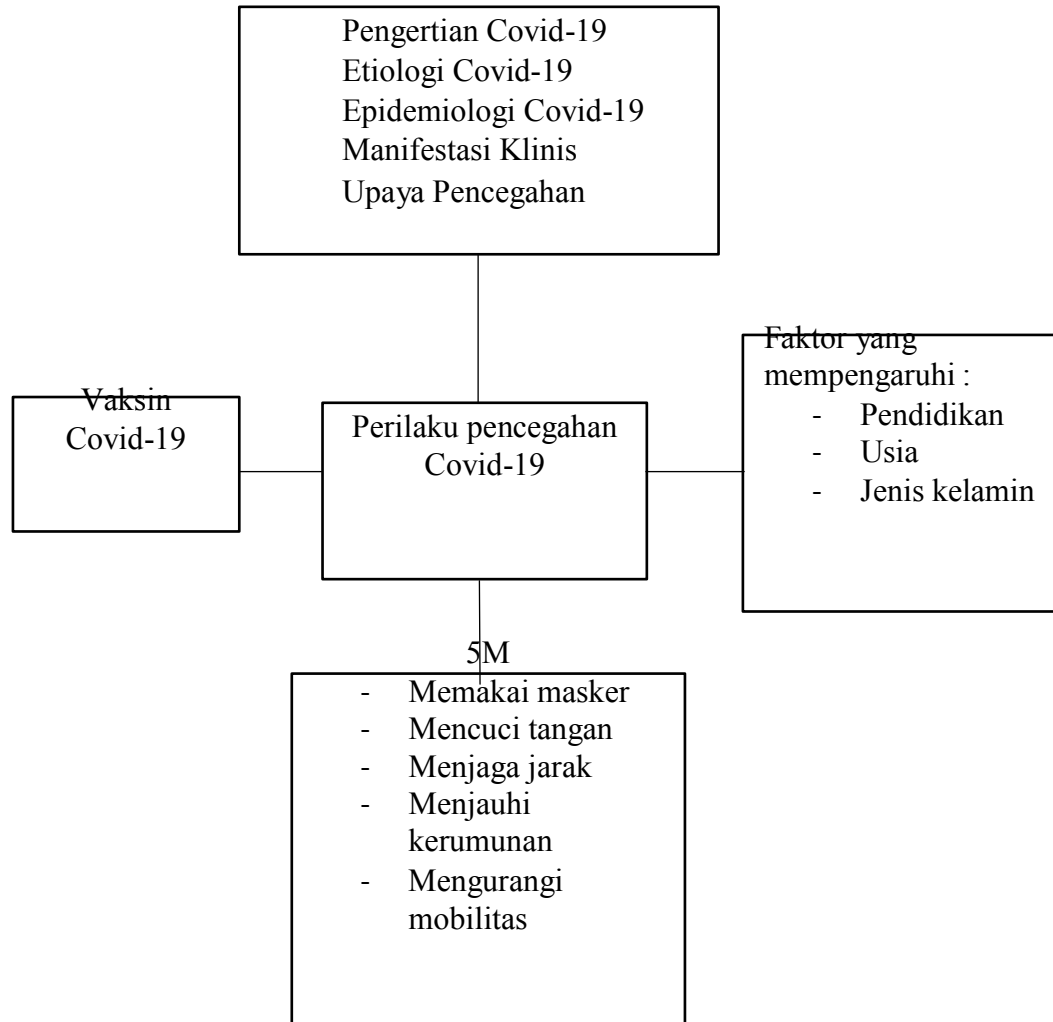 Pengertian Covid-19
Etiologi Covid-19
Epidemiologi Covid-19
Manifestasi Klinis
Upaya Pencegahan
Vaksin
Covid-19
Perilaku pencegahan
Covid-19
Faktor yang
mempengaruhi :
- Pendidikan
- Usia
- Jenis kelamin
5M
- Memakai masker
- Mencuci tangan
- Menjaga jarak
- Menjauhi
kerumunan
- Mengurangi
mobilitas